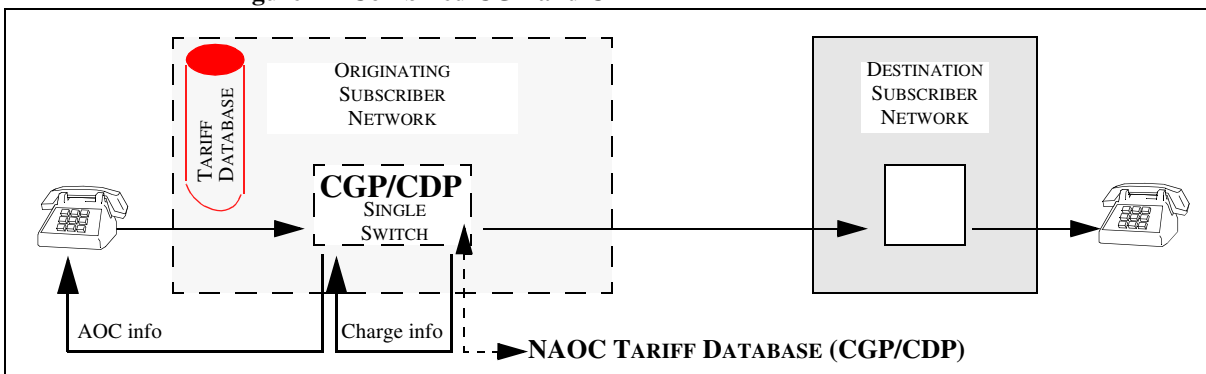 ORIGINATING
SUBSCRIBER
NETWORK
TARIFF
DATABASE
DESTINATION
SUBSCRIBER
NETWORK
CGP/CDP
SINGLE
SWITCH
AOC info
Charge info
NAOC TARIFF DATABASE (CGP/CDP)